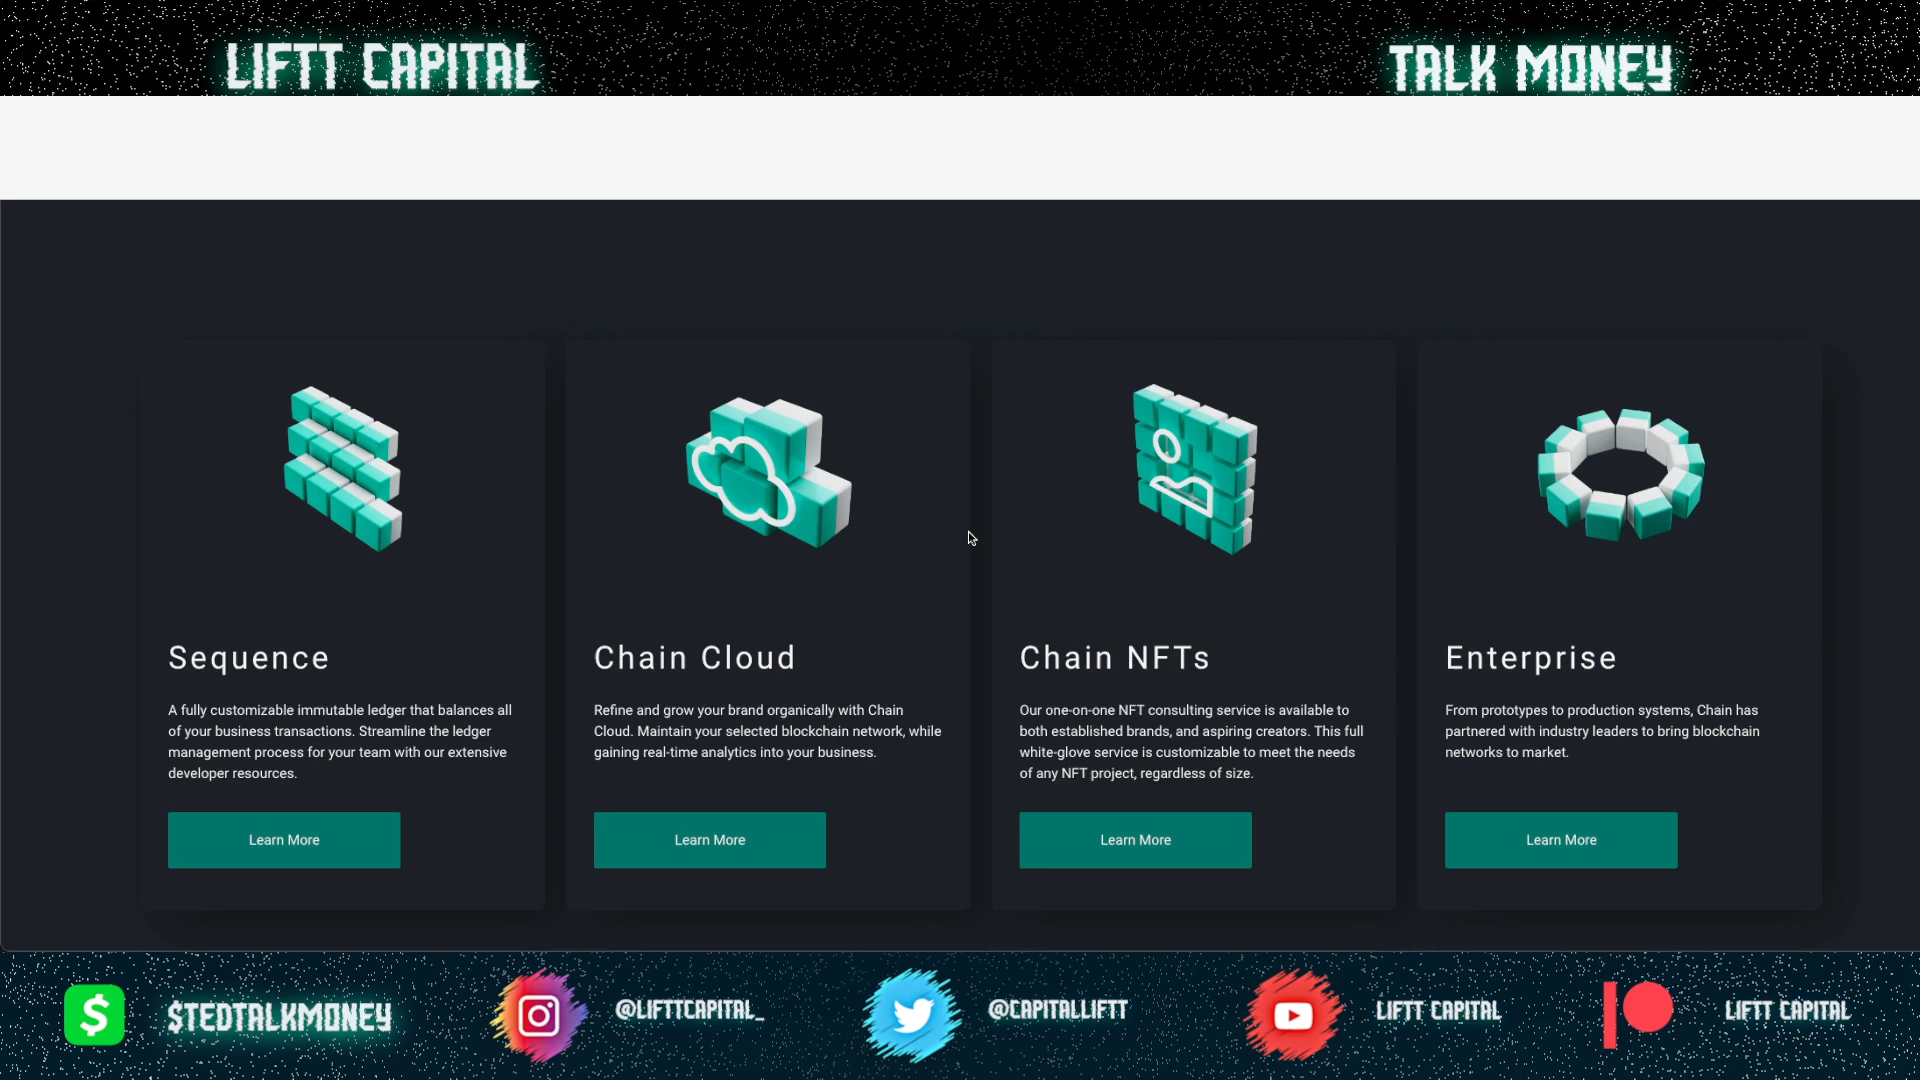 LIFTT CAPITAL
TALK MONEY
Sequence
A fully customizable immutable ledger that balances all
of your business transactions. Streamline the ledger
management process for your team with our extensive
developer resources.
Learn More
Chain Cloud
Refine and grow your brand organically with Chain
Cloud. Maintain your selected blockchain network, while
gaining real-time analytics into your business.
Learn More
Chain NFTs
Our one-on-one NFT consulting service is available to
both established brands, and aspiring creators. This full
white-glove service is customizable to meet the needs
of any NFT project, regardless of size.
Learn More
Enterprise
From prototypes to production systems, Chain has
partnered with industry leaders to bring blockchain
networks to market.
Learn More
$TEDTALKMONEY
@LIFTTCAPITAL_
@CAPITALLIFTT
LIFTT CAPITAL
LIFTT CAPITAL